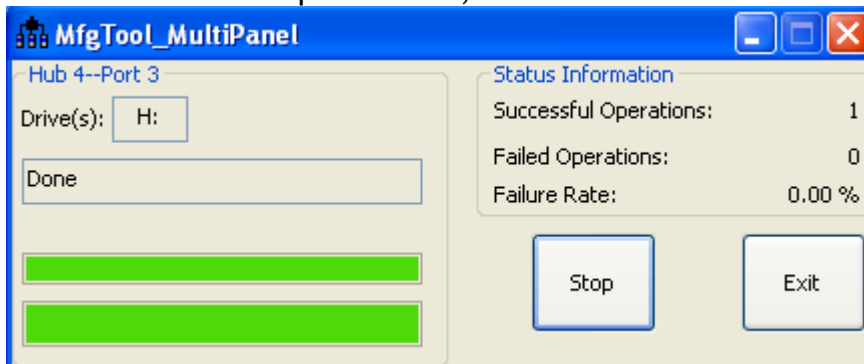 MfgTool_MultiPanel
Hub 4--Port 3
Drive(s): H:
Done
Status Information
Successful Operations: 1
Failed Operations: 0
Failure Rate: 0.00 %
Stop
Exit